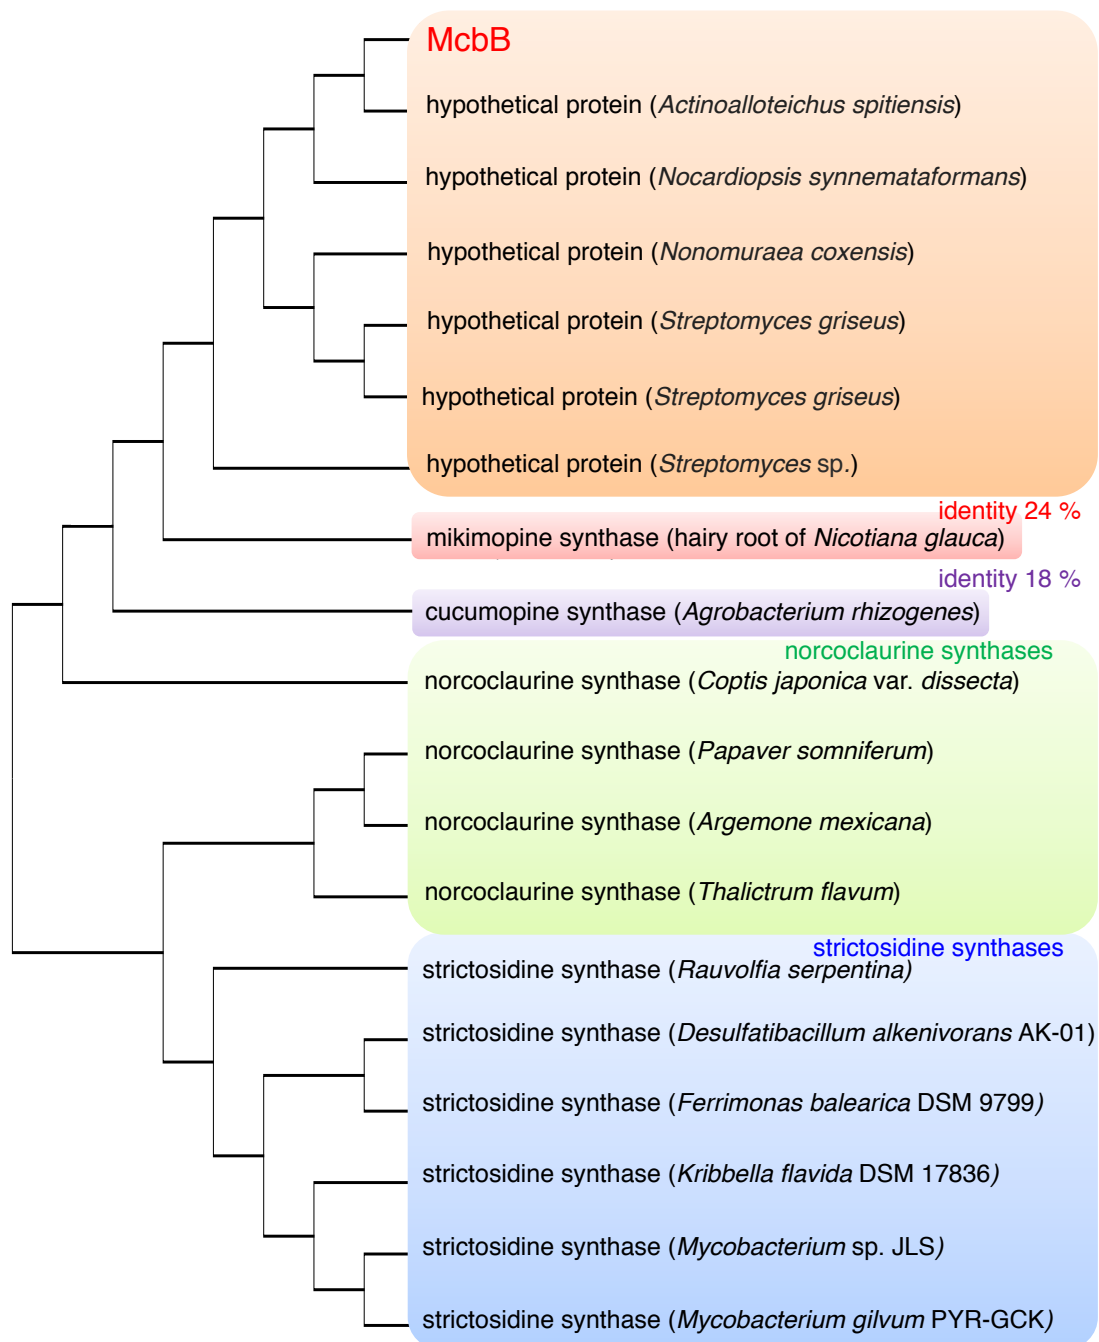 McbB
hypothetical protein (Actinoalloteichus spitiensis)
hypothetical protein (Nocardiopsis synnemataformans)
hypothetical protein (Nonomuraea coxensis)
hypothetical protein (Streptomyces griseus)
hypothetical protein (Streptomyces griseus)
hypothetical protein (Streptomyces sp.)
identity 24 %
mikimopine synthase (hairy root of Nicotiana glauca)
identity 18 %
cucumopine synthase (Agrobacterium rhizogenes)
norcoclaurine synthases
norcoclaurine synthase (Coptis japonica var. dissecta)
norcoclaurine synthase (Papaver somniferum)
norcoclaurine synthase (Argemone mexicana)
norcoclaurine synthase (Thalictrum flavum)
strictosidine synthases
strictosidine synthase (Rauvolfia serpentina)
strictosidine synthase (Desulfatibacillum alkenivorans AK-01)
strictosidine synthase (Ferrimonas balearica DSM 9799)
strictosidine synthase (Kribbella flavida DSM 17836)
strictosidine synthase (Mycobacterium sp. JLS)
strictosidine synthase (Mycobacterium gilvum PYR-GCK)